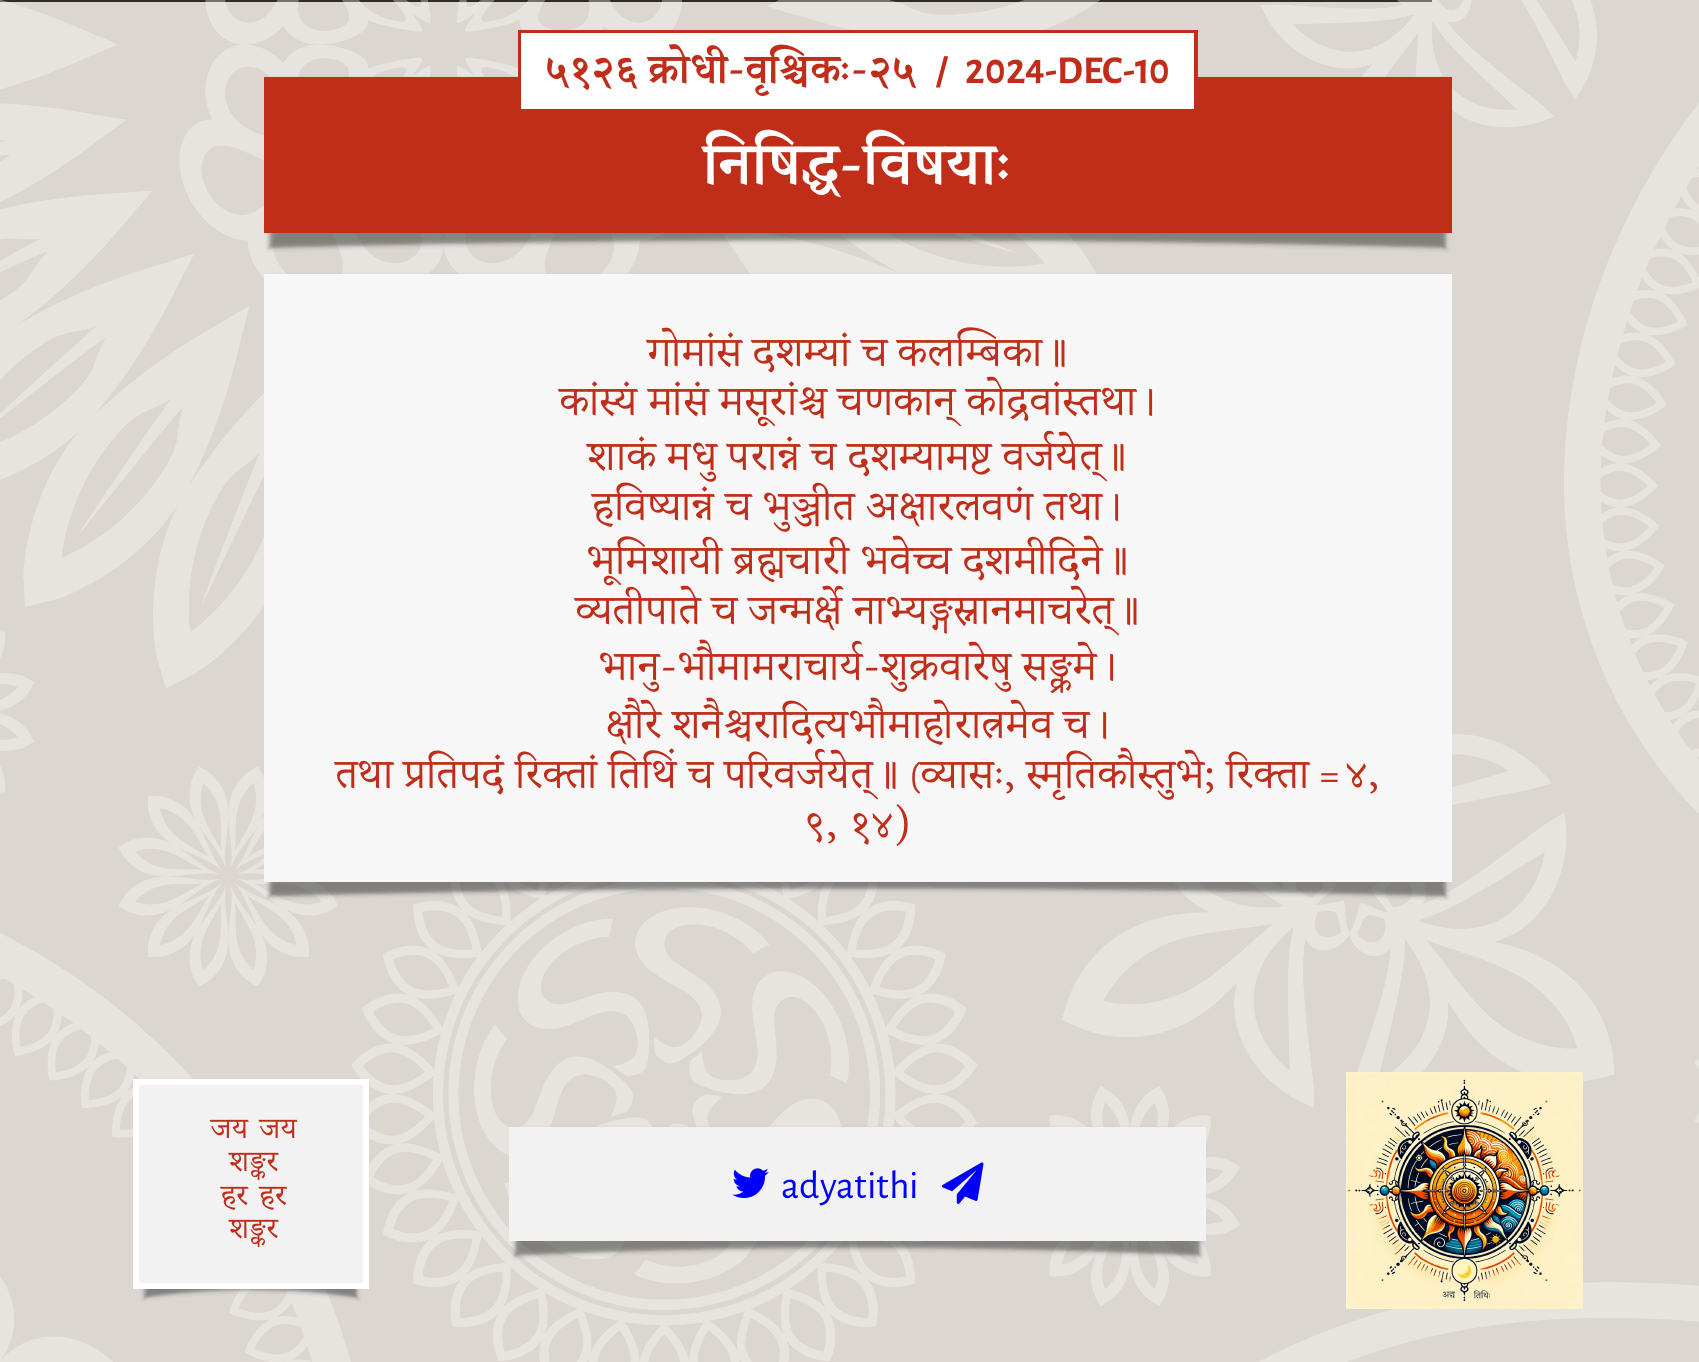 ५१२६ क्रोधी-वृश्चिकः-२५ / 2024-DEC-10
निषिद्ध-विषयाः
गोमांसं दशम्यां च कलम्बिका॥
कांस्यं मांसं मसूरांश्च चणकान् कोद्रवांस्तथा।
शाकं मधु परान्नं च दशम्यामष्ट वर्जयेत्॥
हविष्यान्नं च भुञ्जीत अक्षारलवणं तथा।
भूमिशायी ब्रह्मचारी भवेच्च दशमीदिने॥
व्यतीपाते च जन्मर्क्षे नाभ्यङ्गस्नानमाचरेत्॥
भानु-भौमामराचार्य-शुक्रवारेषु सङ्क्रमे।
क्षौरे शनैश्चरादित्यभौमाहोरात्रमेव च।
तथा प्रतिपदं रिक्तां तिथिं च परिवर्जयेत्॥ (व्यासः, स्मृतिकौस्तुभे; रिक्ता = ४,
९, १४)
जय जय
शङ्कर
हर हर
शङ्कर
adyatithi
अद्य तिथिः